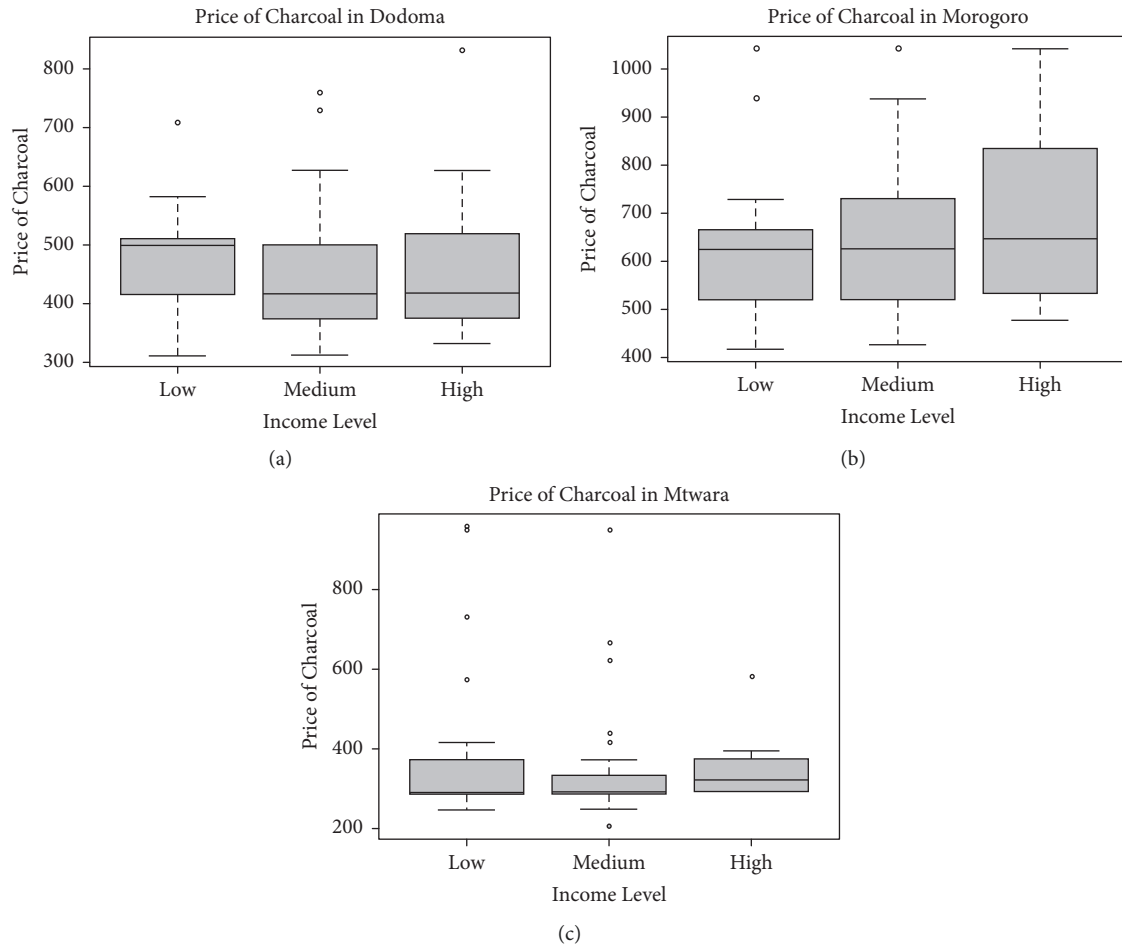 Price of Charcoal in Dodoma
800
700
600
500
400
300
Price of Charcoal
Low
Medium
High
Income Level
(a)
Price of Charcoal in Morogoro
1000
900
800
700
600
500
400
Price of Charcoal
Low
Medium
High
Income Level
(b)
Price of Charcoal in Mtwara
800
600
400
200
Price of Charcoal
Low
Medium
High
Income Level
(c)